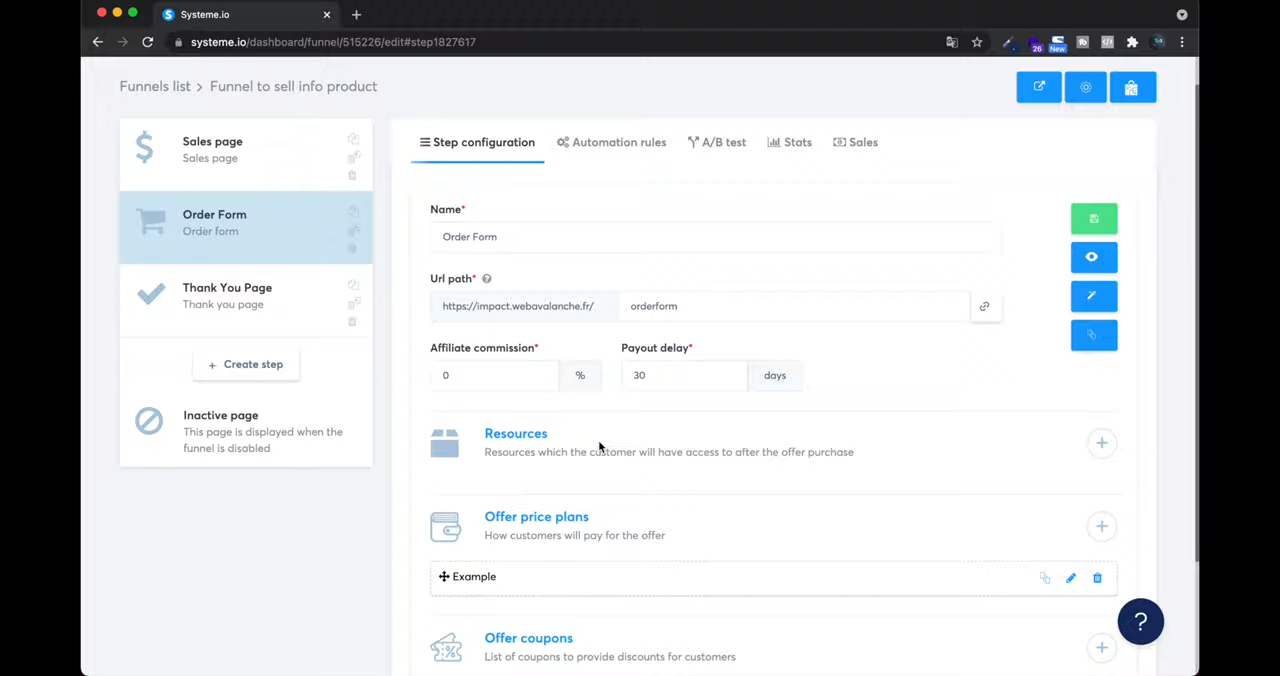 Systeme.io
systeme.io/dashboard/funnel/515226/edit#step1827617
26
New
Funnels list > Funnel to sell info product
Sales page
Sales page
Order Form
Order form
Thank You Page
Thank you page
+ Create step
Inactive page
This page is displayed when the
funnel is disabled
Step configuration
Automation rules
A/B test
Stats
Sales
Name*
Order Form
Url path* ?
https://impact.webavalanche.fr/
orderform
Affiliate commission*
Payout delay*
0
%
30
days
Resources
Resources which the customer will have access to after the offer purchase
Offer price plans
How customers will pay for the offer
Example
Offer coupons
List of coupons to provide discounts for customers
?